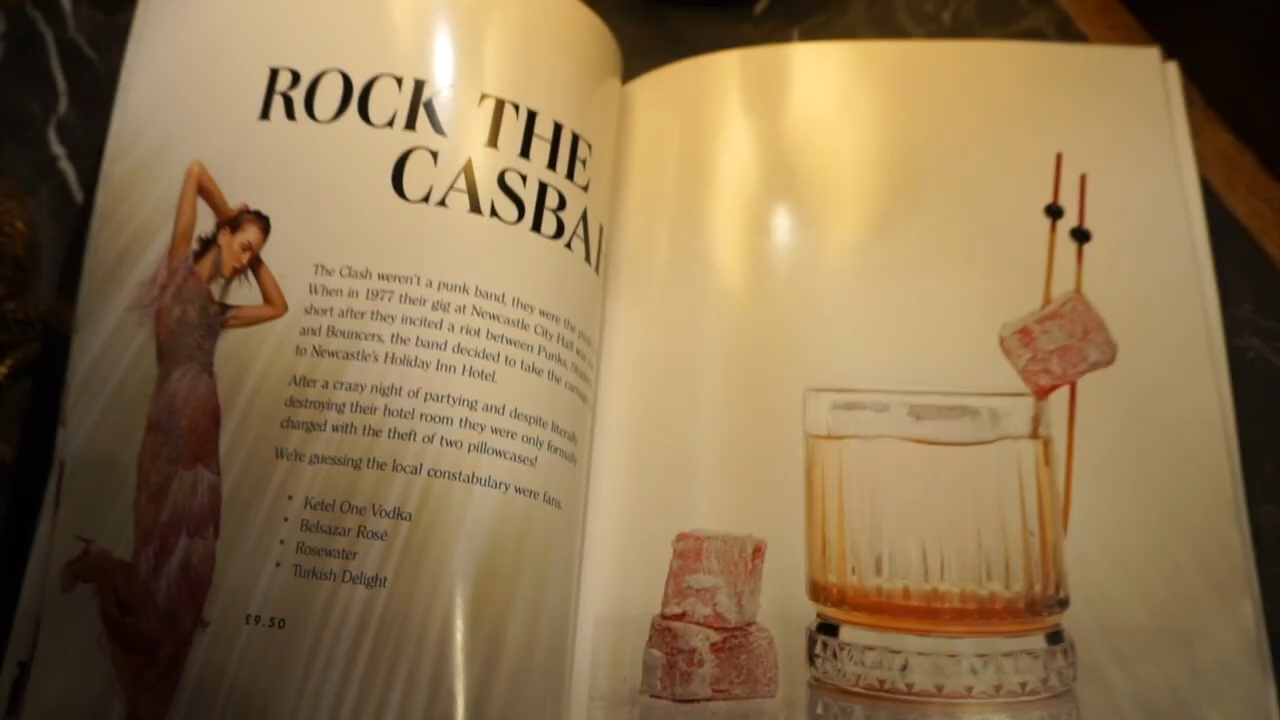 ROCK THE
CASBAH
The Clash weren't a punk band, they were the
When in 1977 their gig at Newcastle City Hall was
short after they incited a riot between Punks,
and Bouncers, the band decided to take the
to Newcastle's Holiday Inn Hotel.
After a crazy night of partying and despite literally
destroying their hotel room they were only formally
charged with the theft of two pillowcases!
We're guessing the local constabulary were fans.
• Ketel One Vodka
• Belsazar Rosé
• Rosewater
• Turkish Delight
£9.50